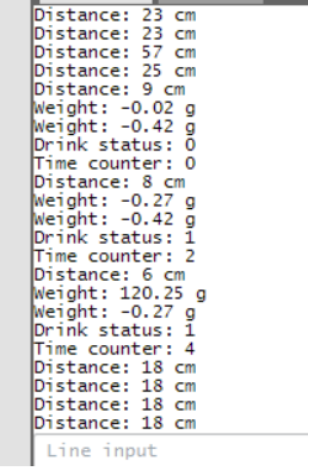 Distance: 23 cm
Distance: 23 cm
Distance: 57 cm
Distance: 25 cm
Distance: 9 cm
Weight: -0.02 g
Weight: -0.42 g
Drink status: 0
Time counter: 0
Distance: 8 cm
Weight: -0.27 g
Weight: -0.42 g
Drink status: 1
Time counter: 2
Distance: 6 cm
Weight: 120.25 g
Weight: -0.27 g
Drink status: 1
Time counter: 4
Distance: 18 cm
Distance: 18 cm
Distance: 18 cm
Distance: 18 cm
Line input